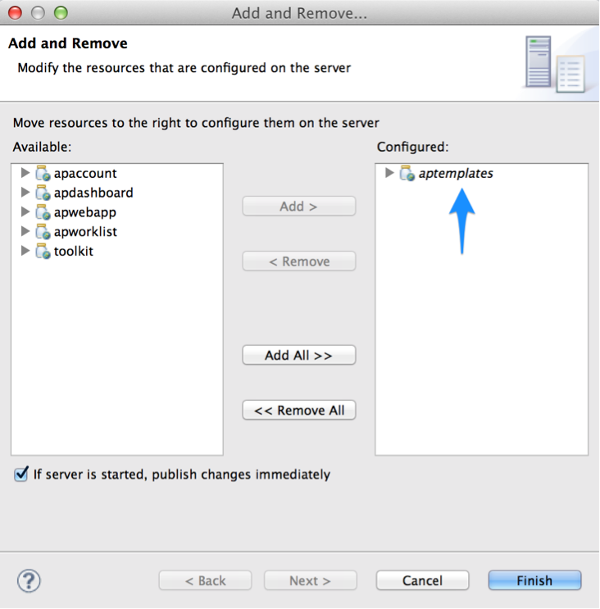 Add and Remove...
Add and Remove
Modify the resources that are configured on the server
Move resources to the right to configure them on the server
Available:
apaccount
apdashboard
apwebapp
apworklist
toolkit
Add >
< Remove
Add All >>
<< Remove All
Configured:
aptemplates
If server is started, publish changes immediately
?
< Back
Next >
Cancel
Finish